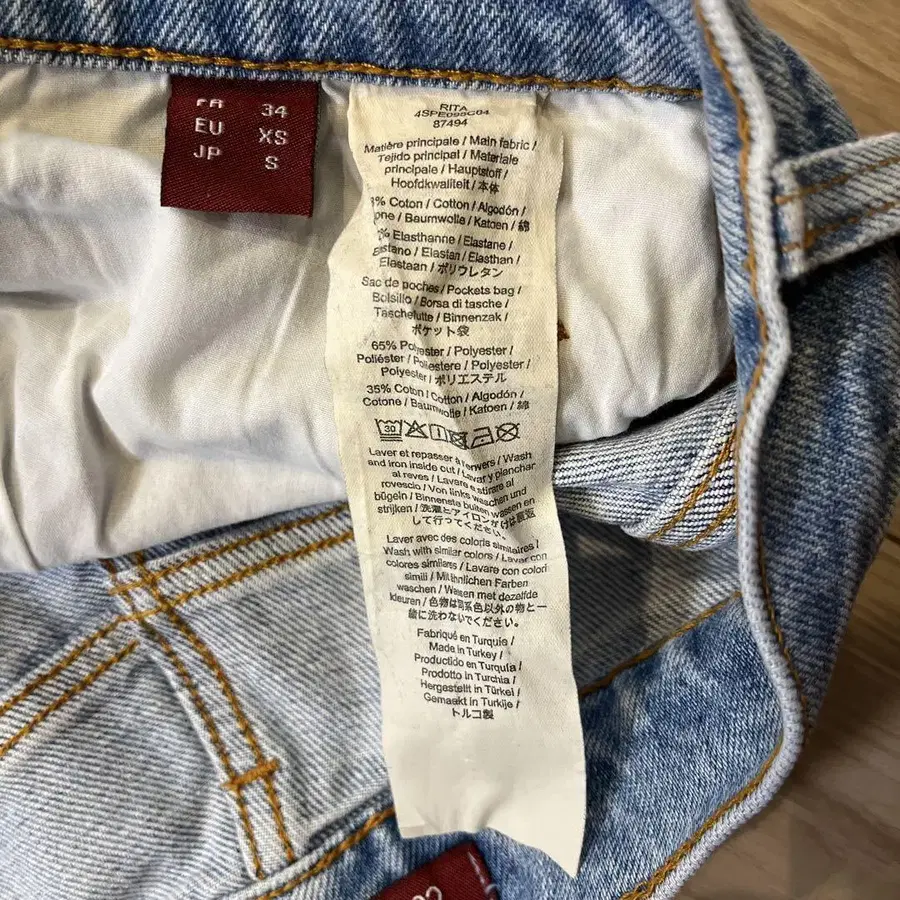 FR 34
EU XS
JP S
RITA
4SPE095C04
87494
Matière principale / Main fabric /
Tejido principal / Materiale
principale / Hauptstoff /
Hoofdkwaliteit / 本体
% Coton / Cotton / Algodón /
one / Baumwolle / Katoen / 綿
% Elasthanne / Elastane /
Elastano / Elastan / Elasthan /
Elastaan / ポリウレタン
Sac de poches / Pockets bag /
Bolsillo / Borsa di tasche /
Taschefutte / Binnenzak /
ポケット袋
65% Polyester / Polyester /
Poliéster / Poliestere / Polyester /
Polyester / ポリエステル
35% Coton / Cotton / Algodón /
Cotone / Baumwolle / Katoen / 綿
30
Laver et repasser à l'envers / Wash
and iron inside out / Lavar y planchar
al reves / Lavare e stirare al
rovescio / Von links waschen und
bügeln / Binnenste buiten wassen en
strijken / 洗濯とアイロンがけは裏返
して行ってください。
Laver avec des coloris similaires /
Wash with similar colors / Lavar con
colores similares / Lavare con colori
simili / Mit ähnlichen Farben
waschen / Weisen met dezelfde
kleuren / 色物は同系色以外の物と一
緒に洗わないでください。
Fabriqué en Turquie /
Made in Turkey /
Productido en Turquía /
Prodotto in Turchia /
Hergestellt in Türkei /
Gemaakt in Turkije /
トルコ製